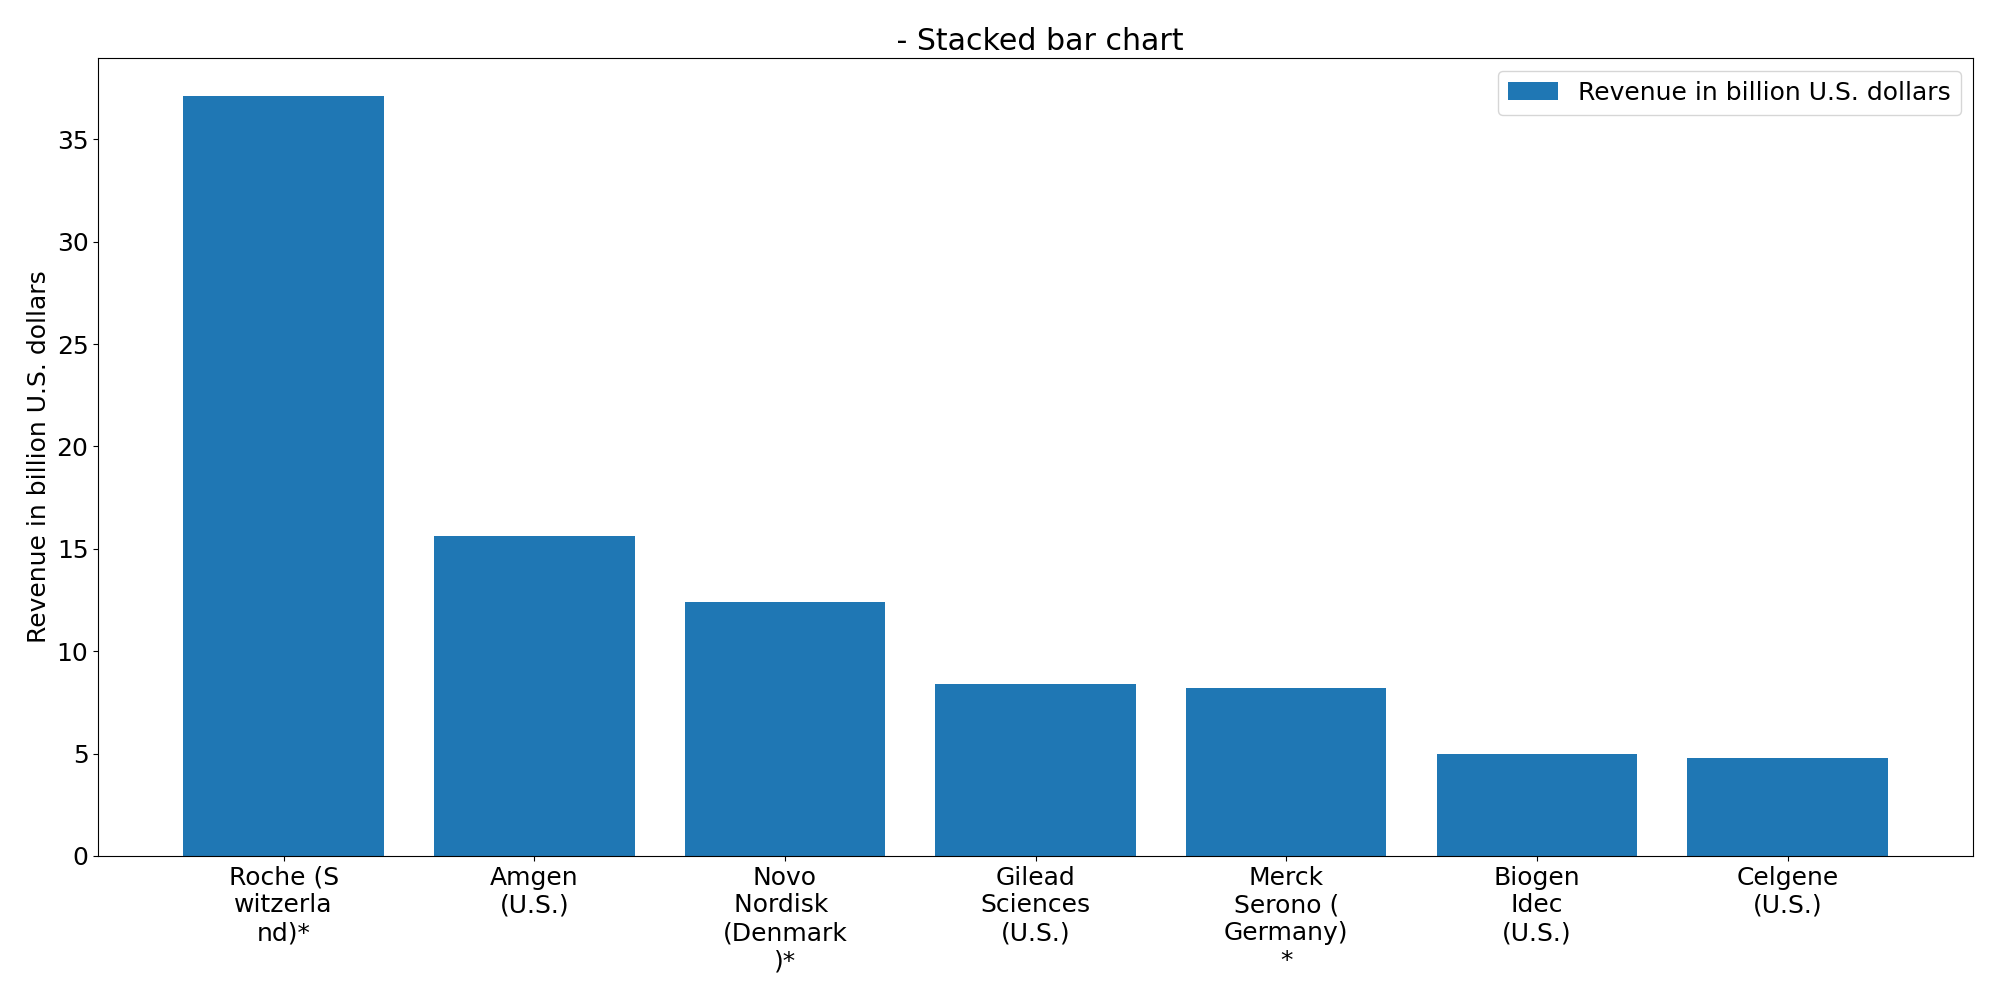 - Stacked bar chart
Revenue in billion U.S. dollars
Revenue in billion U.S. dollars
35
30
25
20
15
10
5
0
Roche (S
witzerla
nd)*
Amgen
(U.S.)
Novo
Nordisk
(Denmark
)*
Gilead
Sciences
(U.S.)
Merck
Serono (
Germany)
*
Biogen
Idec
(U.S.)
Celgene
(U.S.)